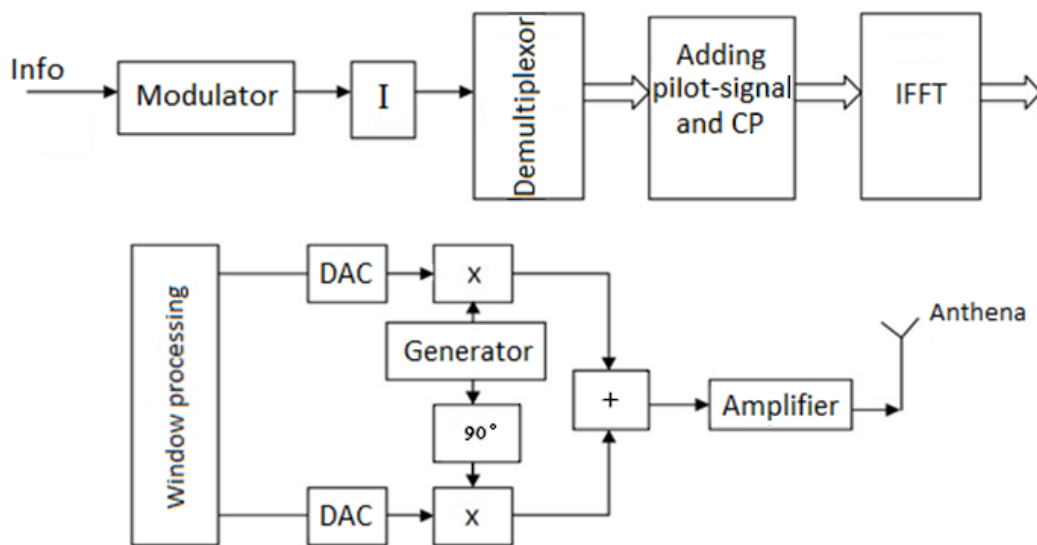 Info
Modulator
I
Demultiplexor
Adding
pilot-signal
and CP
IFFT
Window processing
DAC
x
Generator
90°
DAC
x
+
Amplifier
Anthena